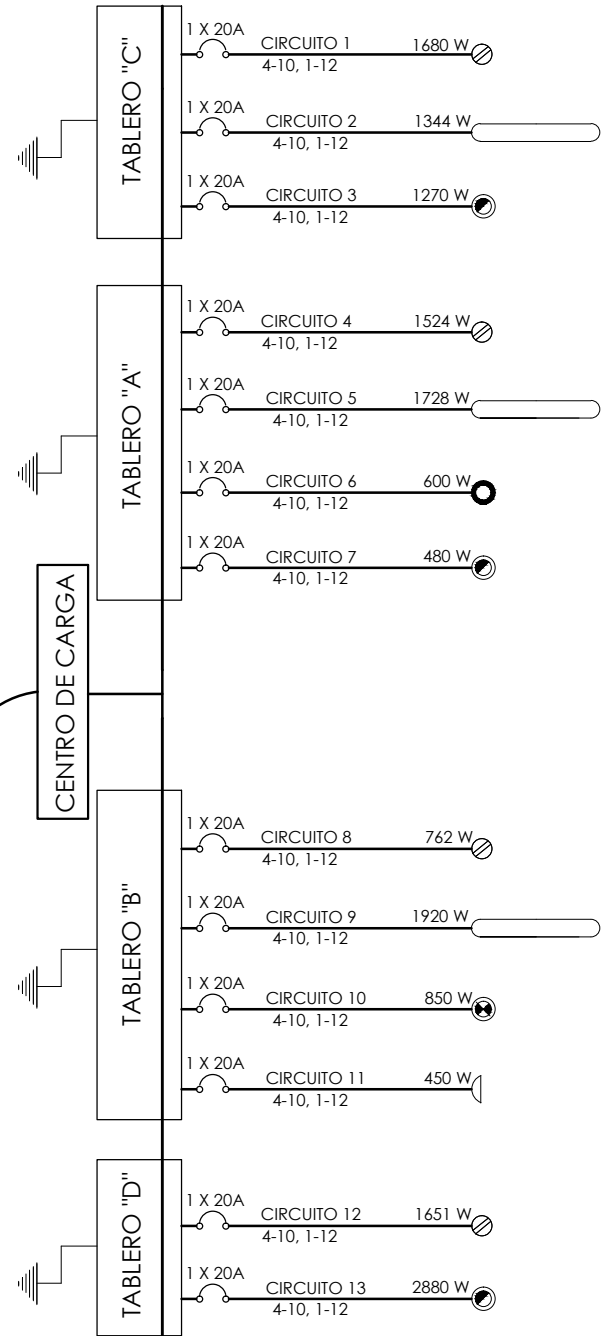 TABLERO "C"
1 X 20A
CIRCUITO 1
1680 W
4-10, 1-12
1 X 20A
CIRCUITO 2
1344 W
4-10, 1-12
1 X 20A
CIRCUITO 3
1270 W
4-10, 1-12
TABLERO "A"
1 X 20A
CIRCUITO 4
1524 W
4-10, 1-12
1 X 20A
CIRCUITO 5
1728 W
4-10, 1-12
1 X 20A
CIRCUITO 6
600 W
4-10, 1-12
1 X 20A
CIRCUITO 7
480 W
4-10, 1-12
CENTRO DE CARGA
TABLERO "B"
1 X 20A
CIRCUITO 8
762 W
4-10, 1-12
1 X 20A
CIRCUITO 9
1920 W
4-10, 1-12
1 X 20A
CIRCUITO 10
850 W
4-10, 1-12
1 X 20A
CIRCUITO 11
450 W
4-10, 1-12
TABLERO "D"
1 X 20A
CIRCUITO 12
1651 W
4-10, 1-12
1 X 20A
CIRCUITO 13
2880 W
4-10, 1-12